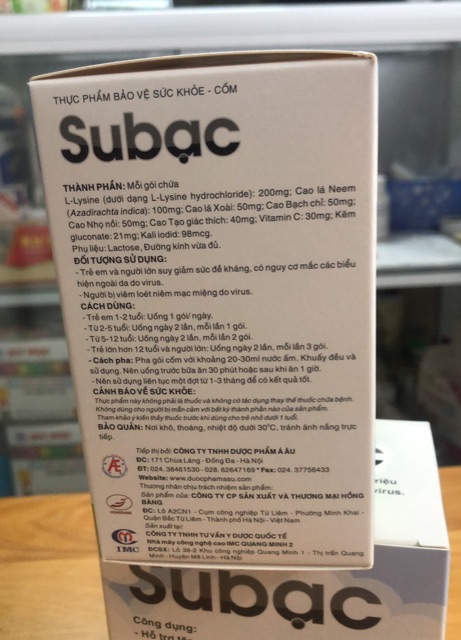 THỰC PHẨM BẢO VỆ SỨC KHỎE - CỐM
Subạc
THÀNH PHẦN: Mỗi gói chứa
L-Lysine (dưới dạng L-Lysine hydrochloride): 200mg; Cao lá Neem
(Azadirachta indica): 100mg; Cao lá Xoài: 50mg; Cao Bạch chỉ: 50mg;
Cao Nhọ nồi: 50mg; Cao Tạo giác thích: 40mg; Vitamin C: 30mg; Kẽm
gluconate: 21mg; Kali iodid: 98mcg.
Phụ liệu: Lactose, Đường kính vừa đủ.
ĐỐI TƯỢNG SỬ DỤNG:
- Trẻ em và người lớn suy giảm sức đề kháng, có nguy cơ mắc các biểu
hiện ngoài da do virus.
- Người bị viêm loét niêm mạc miệng do virus.
CÁCH DÙNG:
- Trẻ em 1-2 tuổi: Uống 1 gói/ ngày.
- Từ 2-5 tuổi: Uống ngày 2 lần, mỗi lần 1 gói.
- Từ 5-12 tuổi: Uống ngày 2 lần, mỗi lần 2 gói.
- Trẻ lớn hơn 12 tuổi và người lớn: Uống ngày 2 lần, mỗi lần 3 gói.
- Cách pha: Pha gói cốm với khoảng 20-30ml nước ấm. Khuấy đều và
sử dụng. Nên uống trước bữa ăn 30 phút hoặc sau khi ăn 1 giờ.
- Nên sử dụng liên tục một đợt từ 1-3 tháng để có kết quả tốt.
CẢNH BÁO VỀ SỨC KHỎE:
Thực phẩm này không phải là thuốc và không có tác dụng thay thế thuốc chữa bệnh.
Không dùng cho người bị mẫn cảm với bất kỳ thành phần nào của sản phẩm.
Tham khảo ý kiến thầy thuốc trước khi dùng cho trẻ nhỏ dưới 1 tuổi.
BẢO QUẢN: Nơi khô, thoáng, nhiệt độ dưới 30°C, tránh ánh nắng trực
tiếp.
Tiếp thị bởi: CÔNG TY TNHH DƯỢC PHẨM Á ÂU
ĐC: 171 Chùa Láng - Đống Đa - Hà Nội
ĐT: 024. 38461530 - 028. 62647169 * Fax: 024. 37756433
Website: www.duocphamaau.com
Thương nhân chịu trách nhiệm sản phẩm:
Sản phẩm của: CÔNG TY CP SẢN XUẤT VÀ THƯƠNG MẠI HỒNG
BÀNG
ĐC: Lô A2CN1 - Cụm công nghiệp Từ Liêm - Phường Minh Khai -
Quận Bắc Từ Liêm - Thành phố Hà Nội - Việt Nam
Sản xuất tại:
CÔNG TY TNHH TƯ VẤN Y DƯỢC QUỐC TẾ
Nhà máy công nghệ cao IMC QUANG MINH 2
ĐCSX: Lô 38-2 Khu công nghiệp Quang Minh 1 - Thị trấn Quang
Minh - Huyện Mê Linh - Hà Nội.
IMC
triệu
virus.
Subạc
Công dụng:
- Hỗ trợ